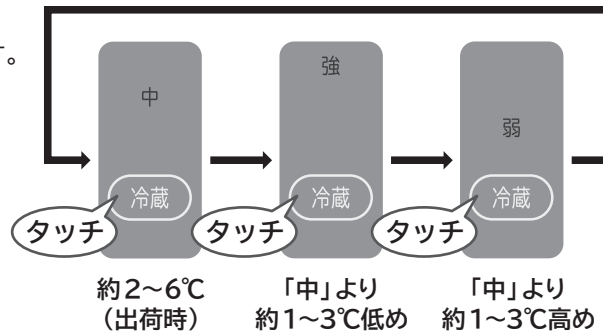 す。
中
強
弱
冷蔵
冷蔵
冷蔵
タッチ
タッチ
タッチ
約2～6℃
（出荷時）
「中」より
約1～3℃低め
「中」より
約1～3℃高め